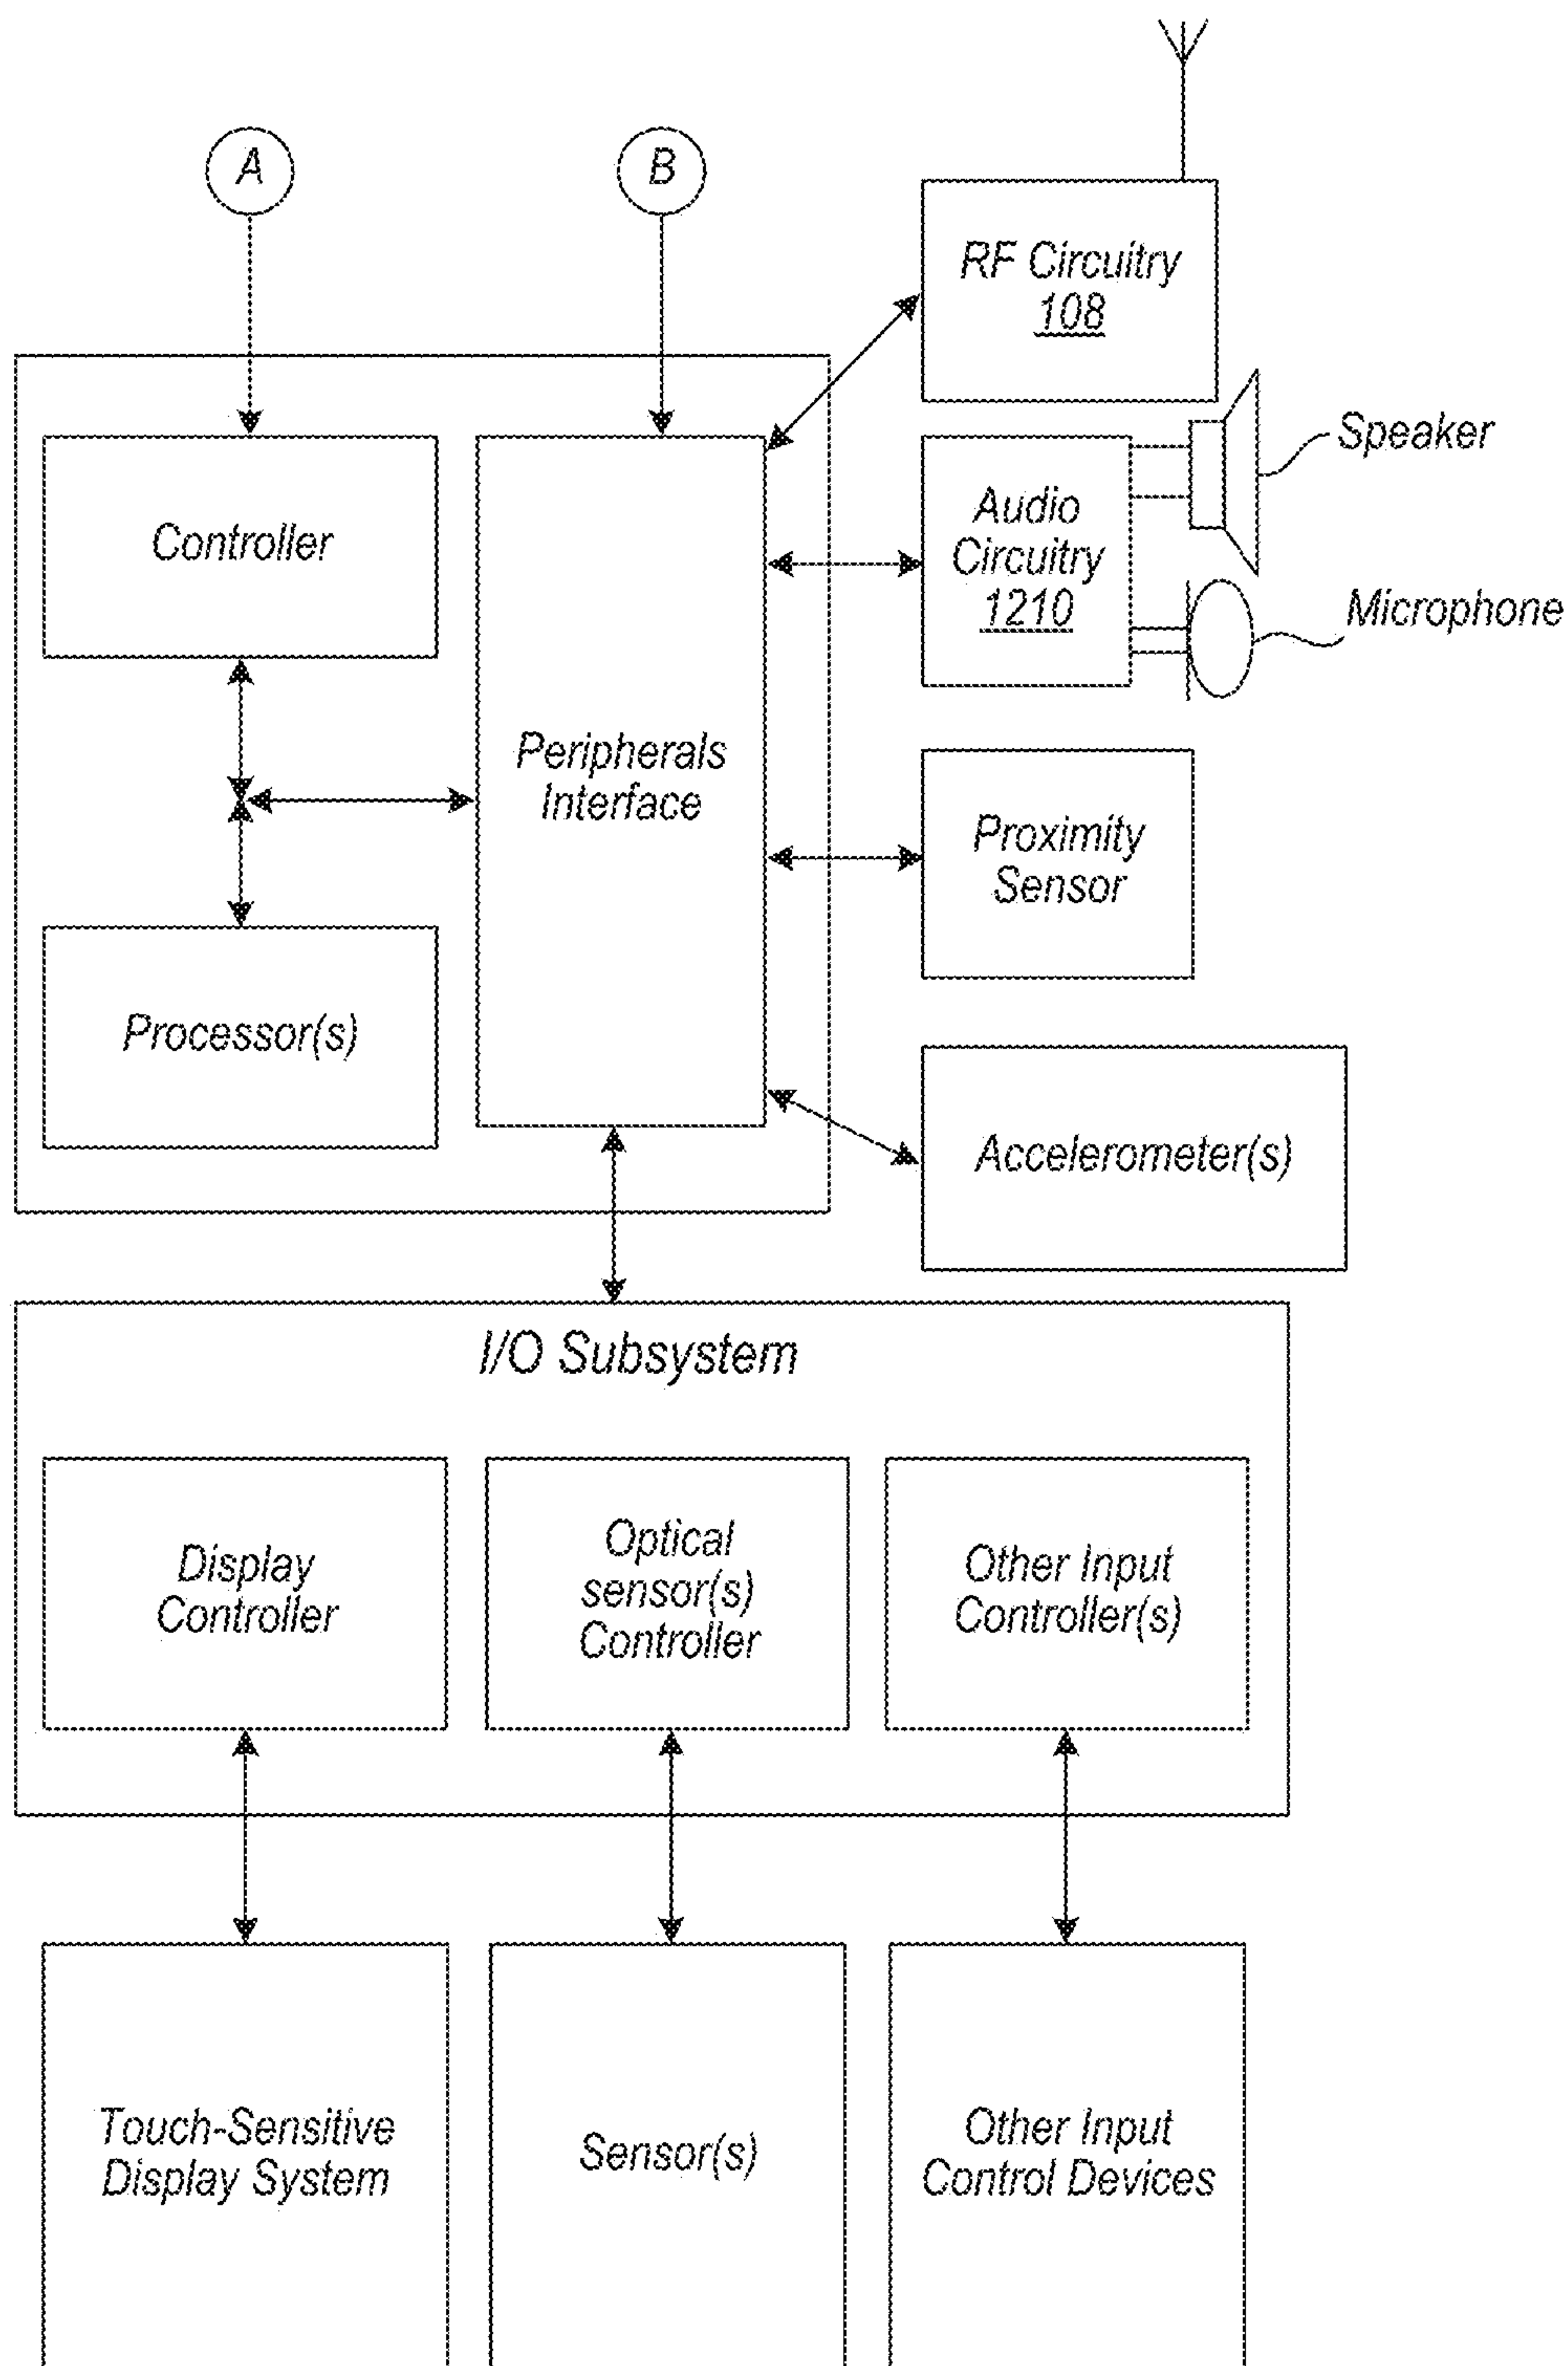 A
B
RF Circuitry
108
Speaker
Controller
Audio
Circuitry
1210
Microphone
Peripherals
Interface
Proximity
Sensor
Processor(s)
Accelerometer(s)
I/O Subsystem
Display
Controller
Optical
sensor(s)
Controller
Other Input
Controller(s)
Touch-Sensitive
Display System
Sensor(s)
Other Input
Control Devices